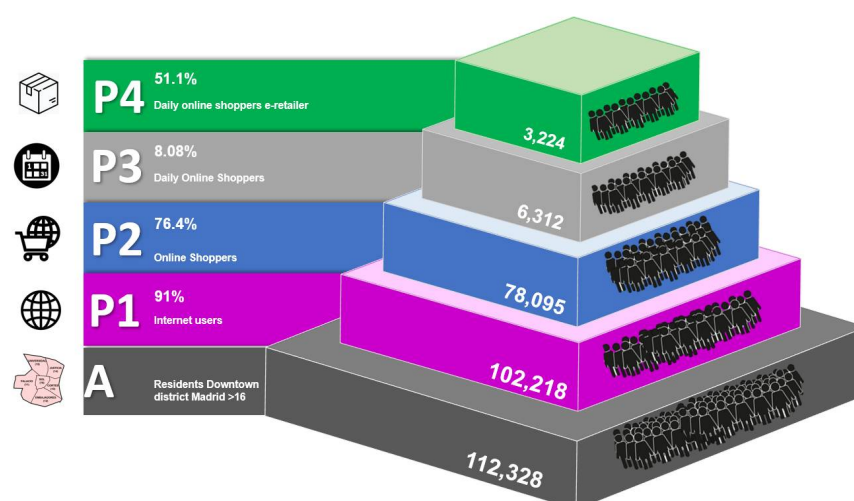 51.1%
P4
Daily online shoppers e-retailer
3,224
8.08%
P3
Daily Online Shoppers
6,312
76.4%
P2
Online Shoppers
78,095
91%
P1
Internet users
102,218
A
Residents Downtown
district Madrid >16
112,328